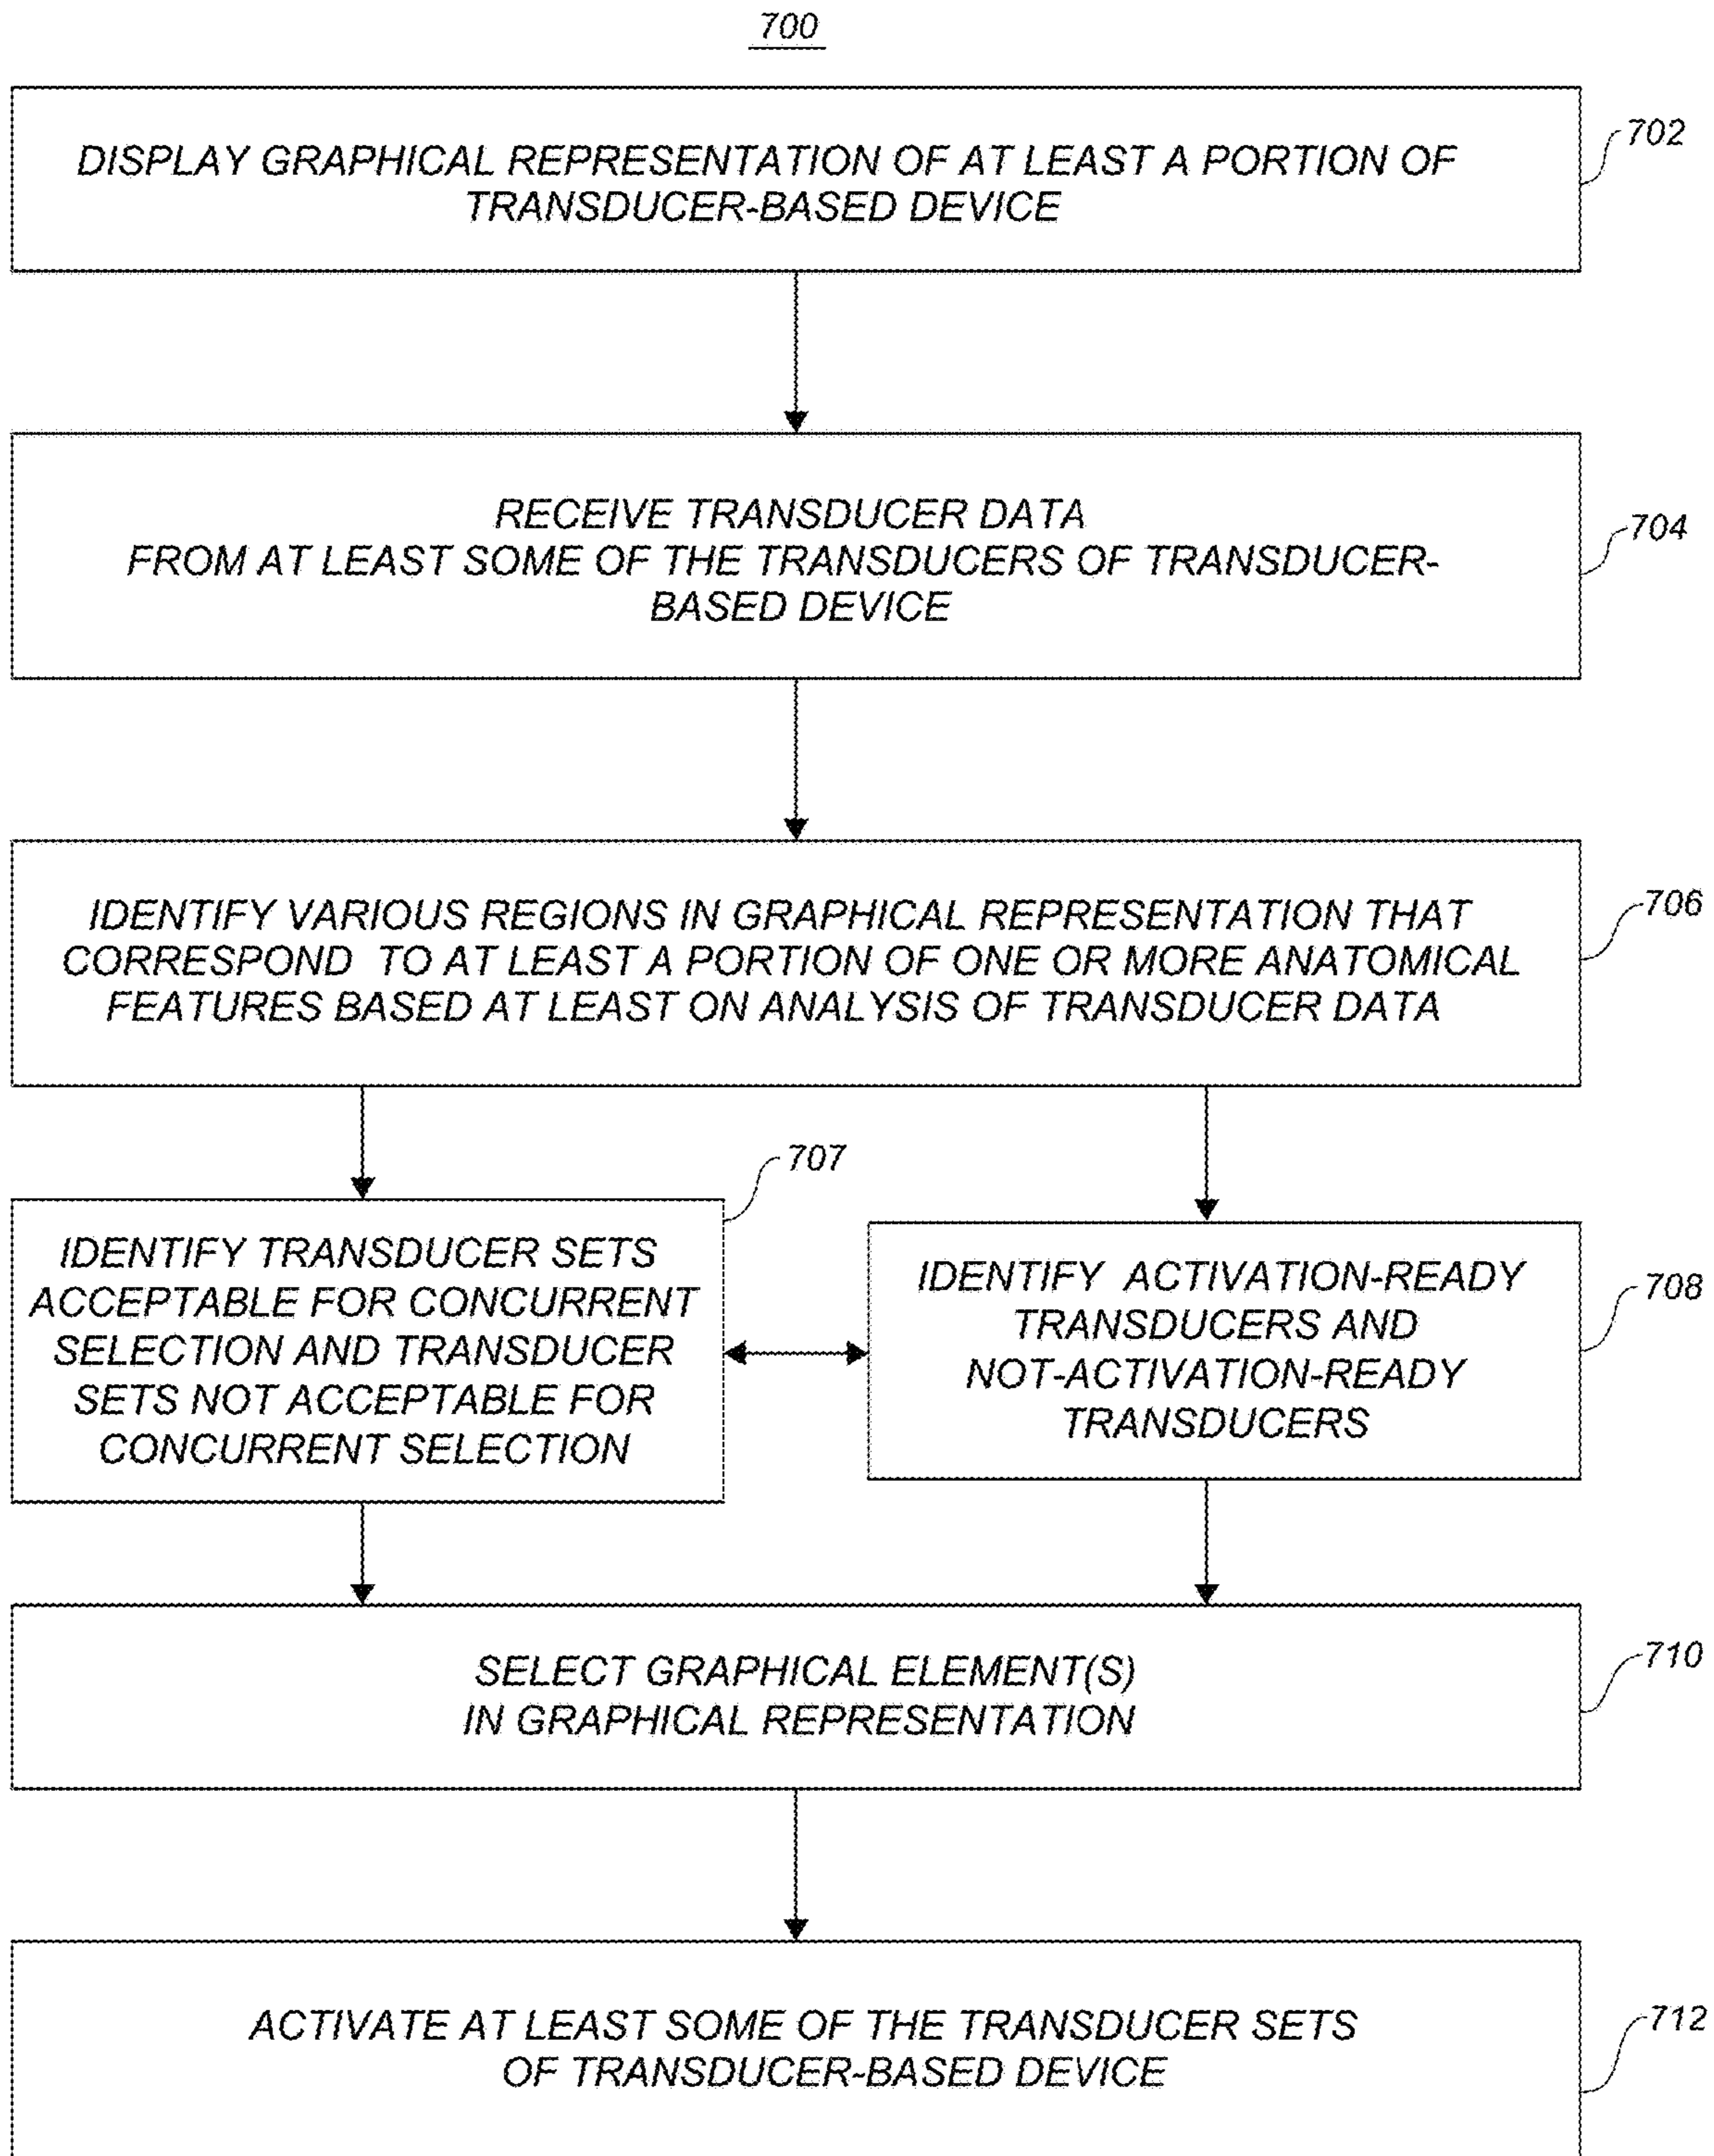 700
702
DISPLAY GRAPHICAL REPRESENTATION OF AT LEAST A PORTION OF
TRANSDUCER-BASED DEVICE
704
RECEIVE TRANSDUCER DATA
FROM AT LEAST SOME OF THE TRANSDUCERS OF TRANSDUCER-
BASED DEVICE
706
IDENTIFY VARIOUS REGIONS IN GRAPHICAL REPRESENTATION THAT
CORRESPOND TO AT LEAST A PORTION OF ONE OR MORE ANATOMICAL
FEATURES BASED AT LEAST ON ANALYSIS OF TRANSDUCER DATA
707
IDENTIFY TRANSDUCER SETS
ACCEPTABLE FOR CONCURRENT
SELECTION AND TRANSDUCER
SETS NOT ACCEPTABLE FOR
CONCURRENT SELECTION
708
IDENTIFY ACTIVATION-READY
TRANSDUCERS AND
NOT-ACTIVATION-READY
TRANSDUCERS
710
SELECT GRAPHICAL ELEMENT(S)
IN GRAPHICAL REPRESENTATION
712
ACTIVATE AT LEAST SOME OF THE TRANSDUCER SETS
OF TRANSDUCER-BASED DEVICE